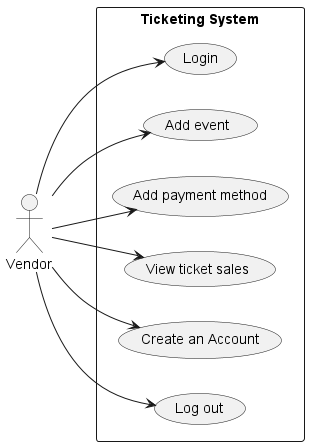 Ticketing System
Login
Add event
Add payment method
View ticket sales
Vendor
Create an Account
Log out